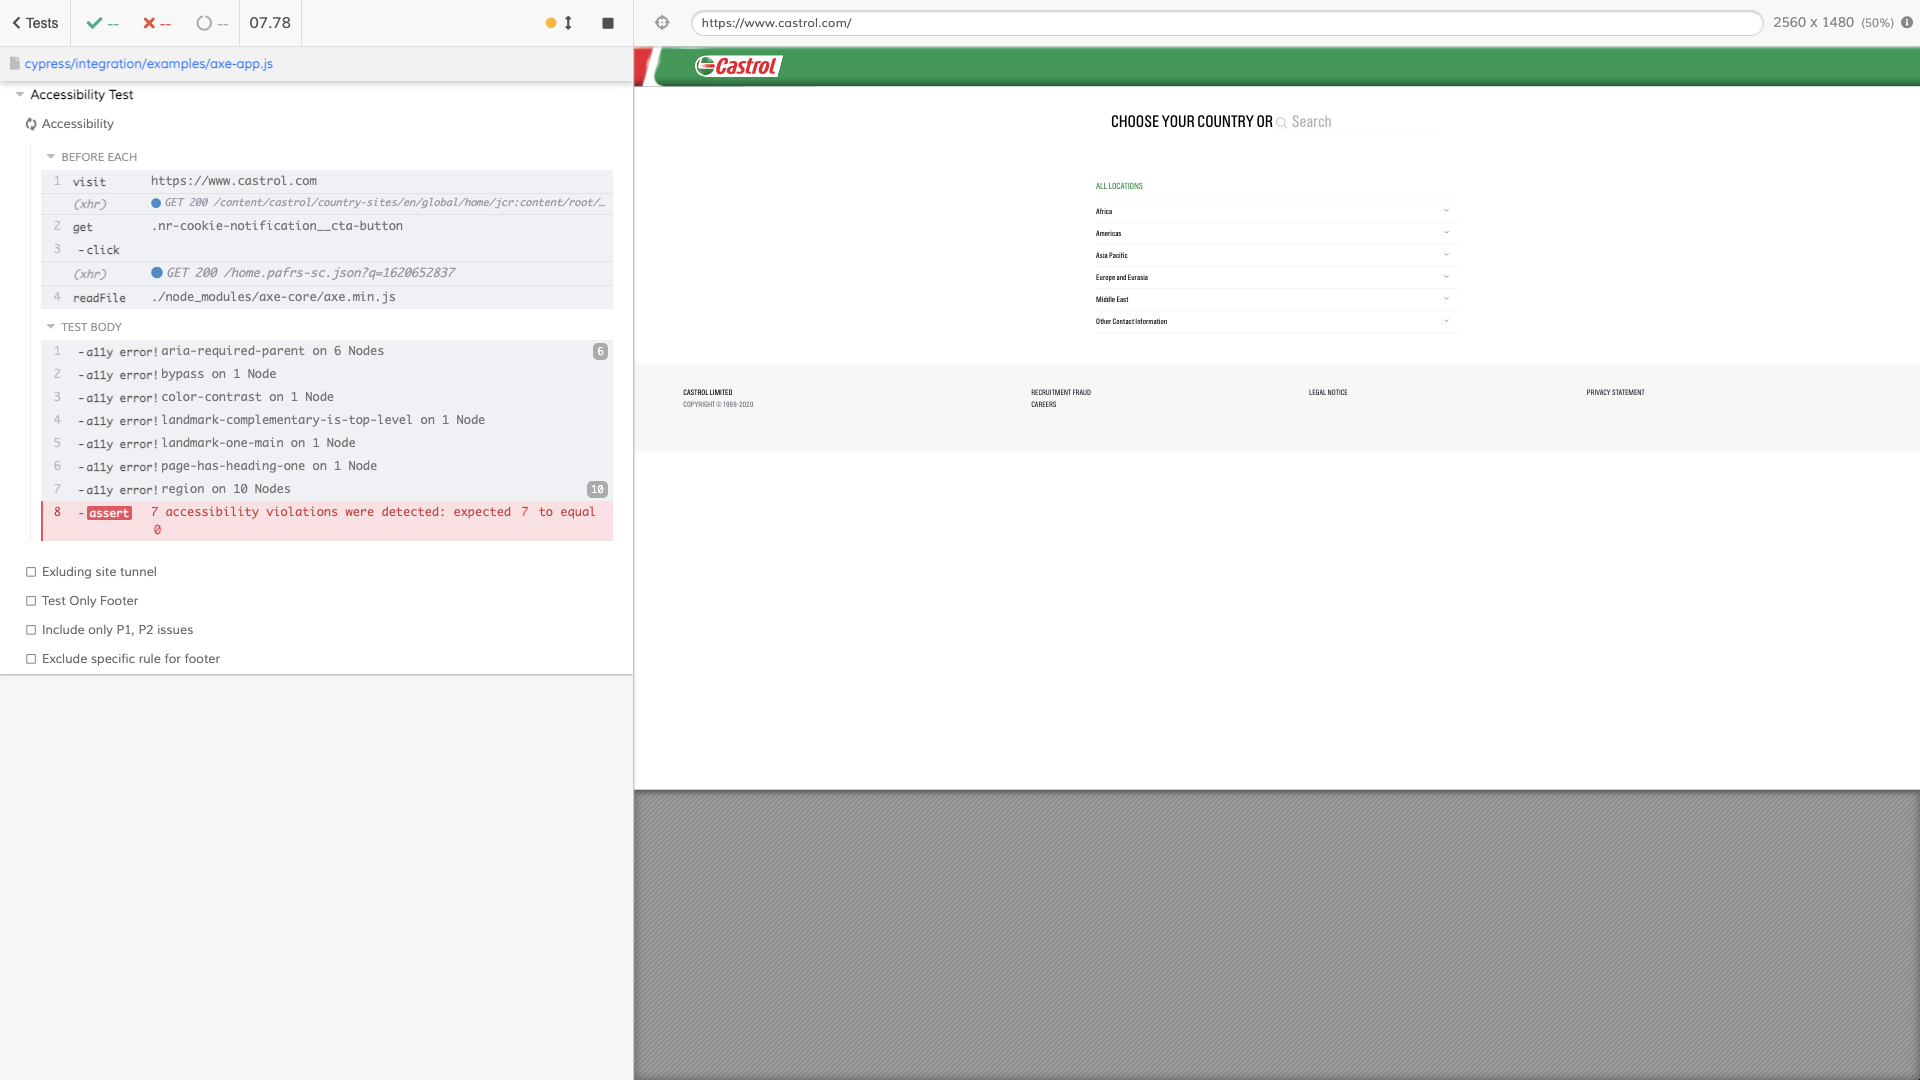 Tests
--
--
--
07.78
https://www.castrol.com/
2560 x 1480 (50%)
cypress/integration/examples/axe-app.js
Accessibility Test
Accessibility
BEFORE EACH
1 visit https://www.castrol.com
(xhr) GET 200 /content/castrol/country-sites/en/global/home/jcr:content/root/…
2 get .nr-cookie-notification__cta-button
3 -click
(xhr) GET 200 /home.pafrs-sc.json?q=1620652837
4 readFile ./node_modules/axe-core/axe.min.js
TEST BODY
1 -a11y error! aria-required-parent on 6 Nodes 6
2 -a11y error! bypass on 1 Node
3 -a11y error! color-contrast on 1 Node
4 -a11y error! landmark-complementary-is-top-level on 1 Node
5 -a11y error! landmark-one-main on 1 Node
6 -a11y error! page-has-heading-one on 1 Node
7 -a11y error! region on 10 Nodes 10
8 -assert 7 accessibility violations were detected: expected 7 to equal
0
Exluding site tunnel
Test Only Footer
Include only P1, P2 issues
Exclude specific rule for footer
Castrol
CHOOSE YOUR COUNTRY OR Search
ALL LOCATIONS
Africa
Americas
Asia Pacific
Europe and Eurasia
Middle East
Other Contact Information
CASTROL LIMITED
COPYRIGHT © 1999-2020
RECRUITMENT FRAUD
CAREERS
LEGAL NOTICE
PRIVACY STATEMENT